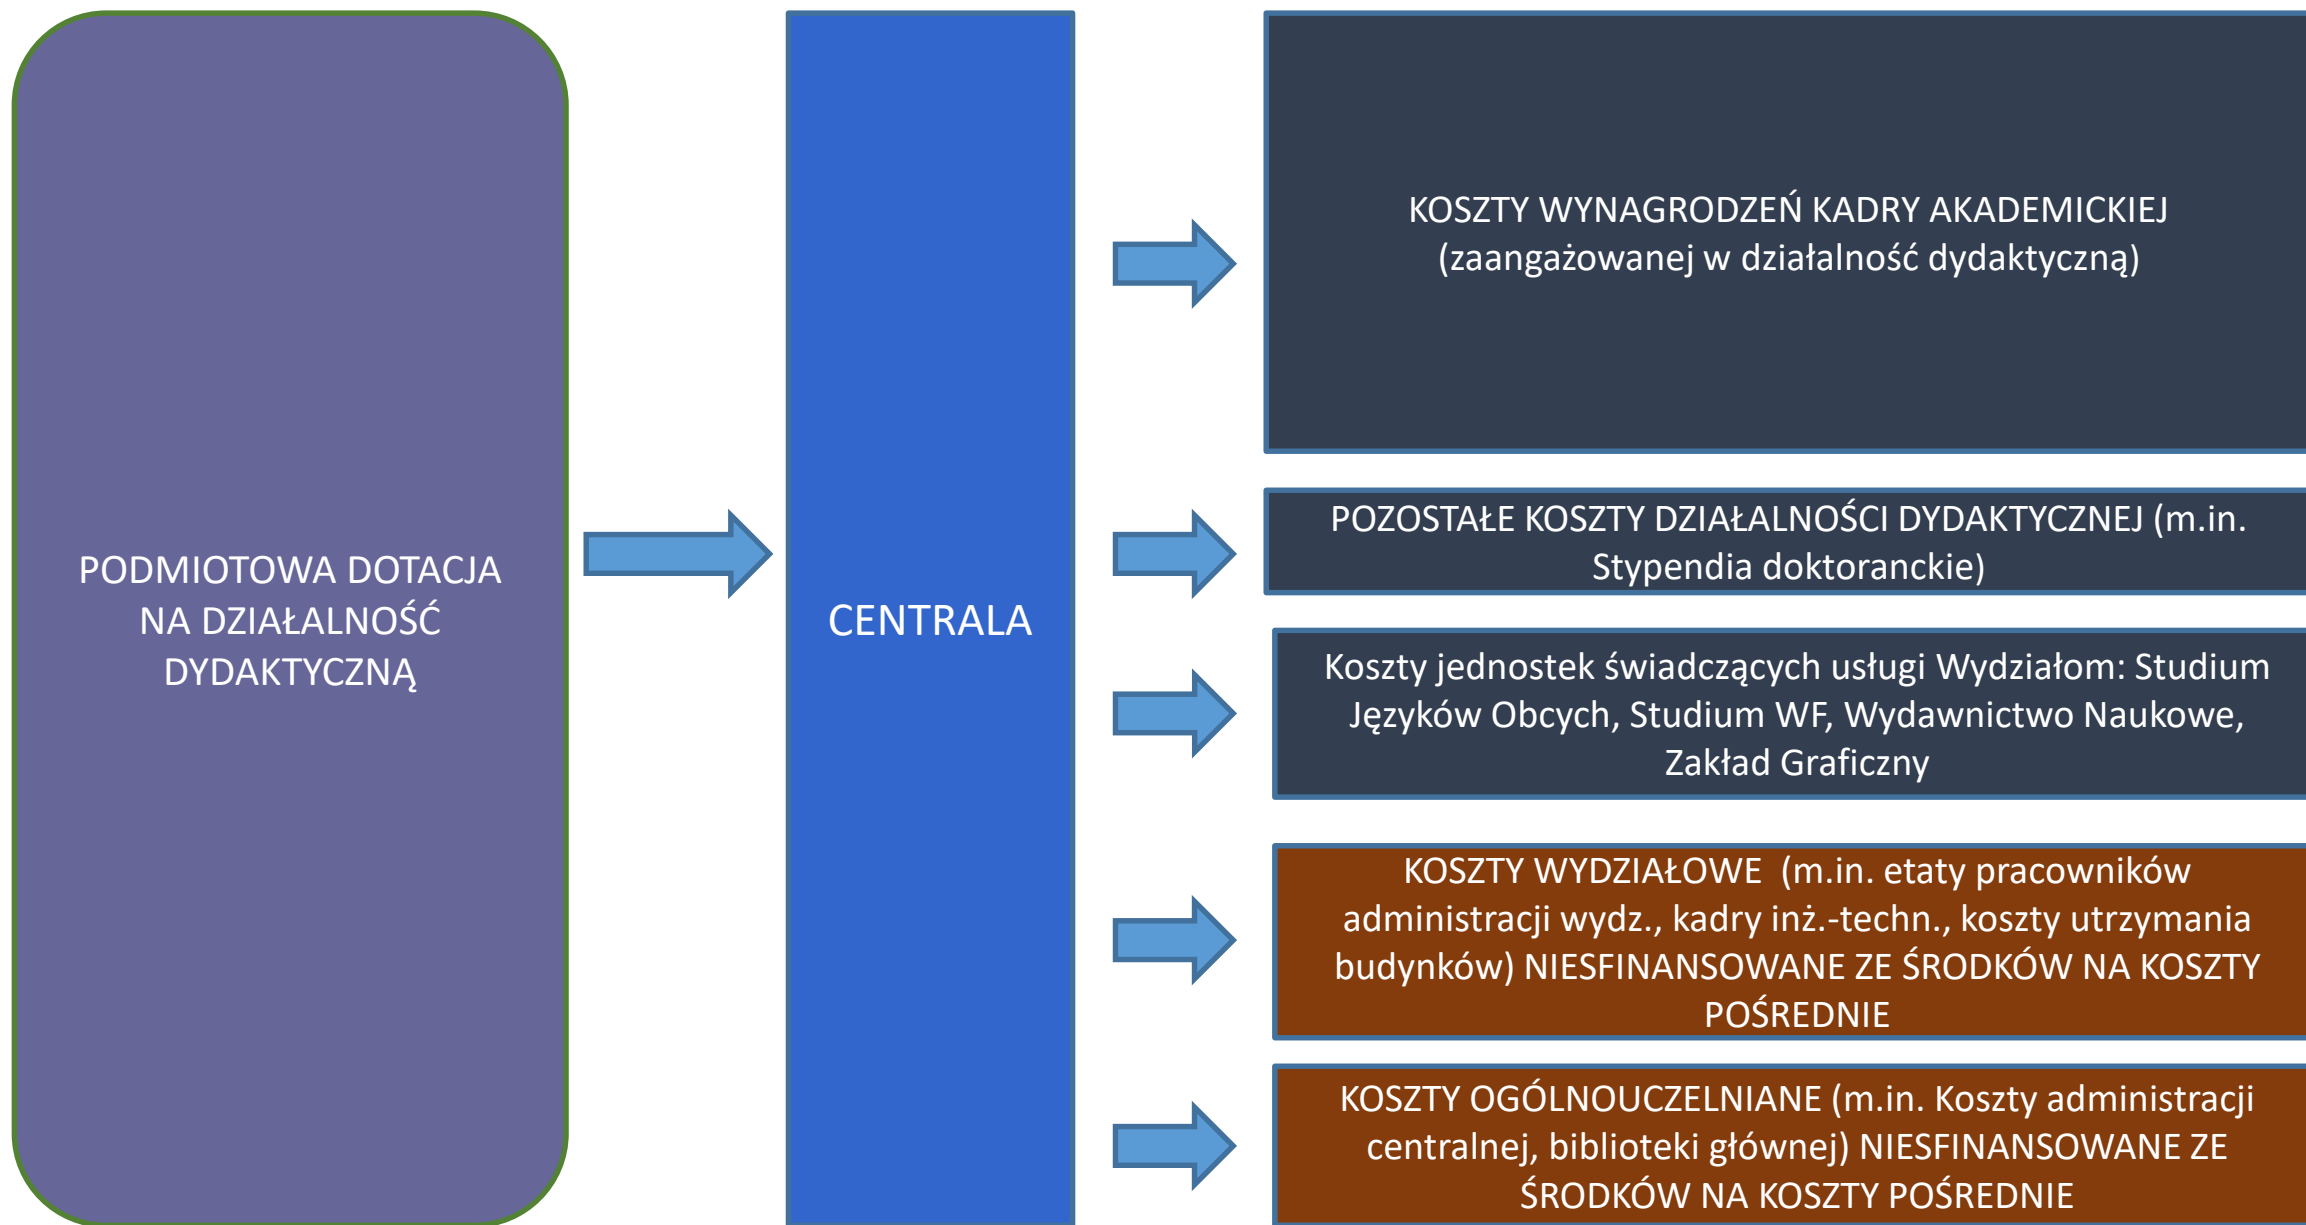 PODMIOTOWA DOTACJA
NA DZIAŁALNOŚĆ
DYDAKTYCZNĄ
CENTRALA
KOSZTY WYNAGRODZEŃ KADRY AKADEMICKIEJ
(zaangażowanej w działalność dydaktyczną)
POZOSTAŁE KOSZTY DZIAŁALNOŚCI DYDAKTYCZNEJ (m.in.
Stypendia doktoranckie)
Koszty jednostek świadczących usługi Wydziałom: Studium
Języków Obcych, Studium WF, Wydawnictwo Naukowe,
Zakład Graficzny
KOSZTY WYDZIAŁOWE (m.in. etaty pracowników
administracji wydz., kadry inż.-techn., koszty utrzymania
budynków) NIESFINANSOWANE ZE ŚRODKÓW NA KOSZTY
POŚREDNIE
KOSZTY OGÓLNOUCZELNIANE (m.in. Koszty administracji
centralnej, biblioteki głównej) NIESFINANSOWANE ZE
ŚRODKÓW NA KOSZTY POŚREDNIE